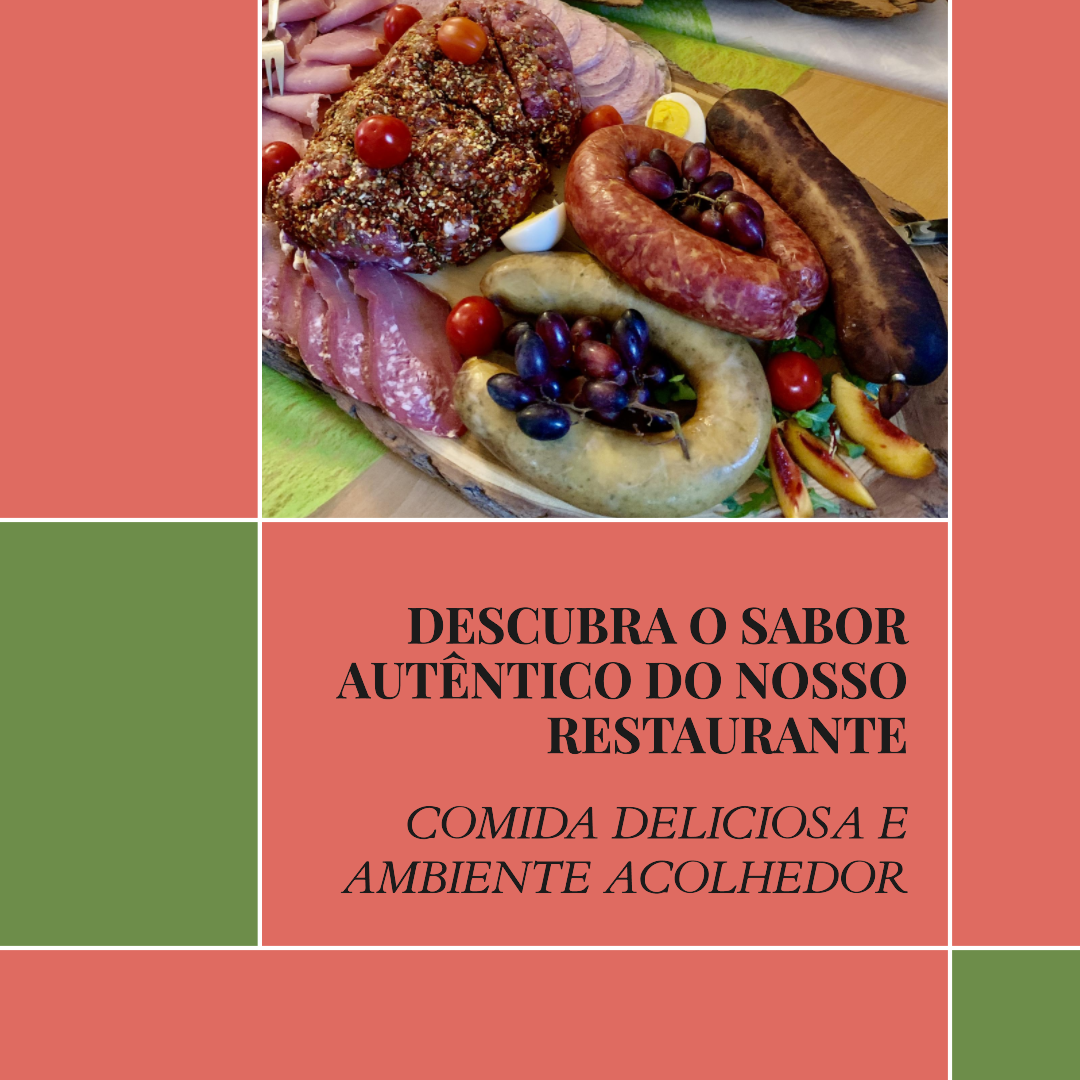 DESCUBRA O SABOR
AUTÊNTICO DO NOSSO
RESTAURANTE
COMIDA DELICIOSA E
AMBIENTE ACOLHEDOR